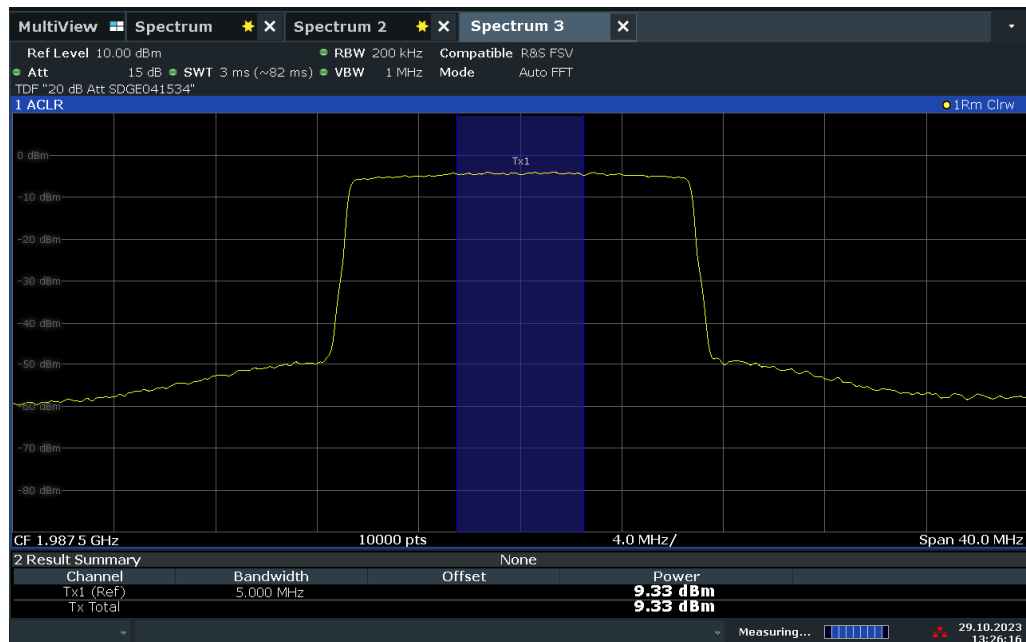 MultiView Spectrum Spectrum 2 Spectrum 3
Ref Level 10.00 dBm RBW 200 kHz Compatible R&S FSV
Att 15 dB SWT 3 ms (~82 ms) VBW 1 MHz Mode Auto FFT
TDF "20 dB Att SDGE041534"
1 ACLR 1Rm Clrw
0 dBm
Tx1
-10 dBm
-20 dBm
-30 dBm
-40 dBm
-50 dBm
-60 dBm
-70 dBm
-80 dBm
CF 1.9875 GHz 10000 pts 4.0 MHz/ Span 40.0 MHz
2 Result Summary None
Channel Bandwidth Offset Power
Tx1 (Ref) 5.000 MHz 9.33 dBm
Tx Total 9.33 dBm
Measuring... 29.10.2023
13:26:16